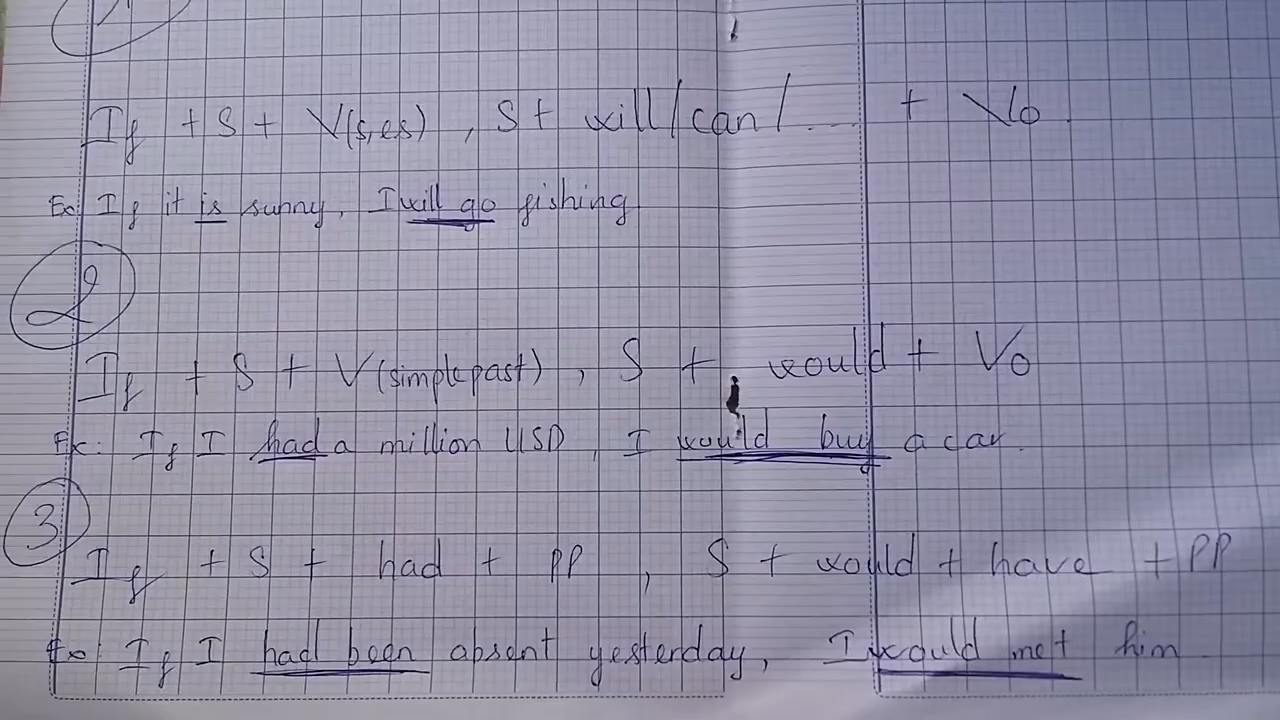 If + S + V(s,es) , S + will/can/.... + Vo
Ex: If it is sunny, I will go fishing
2
If + S + V(simple past) , S + would + Vo
Ex: If I had a million USD, I would buy a car.
3
If + S + had + PP , S + would + have + PP
Ex: If I had been absent yesterday, I would met him.